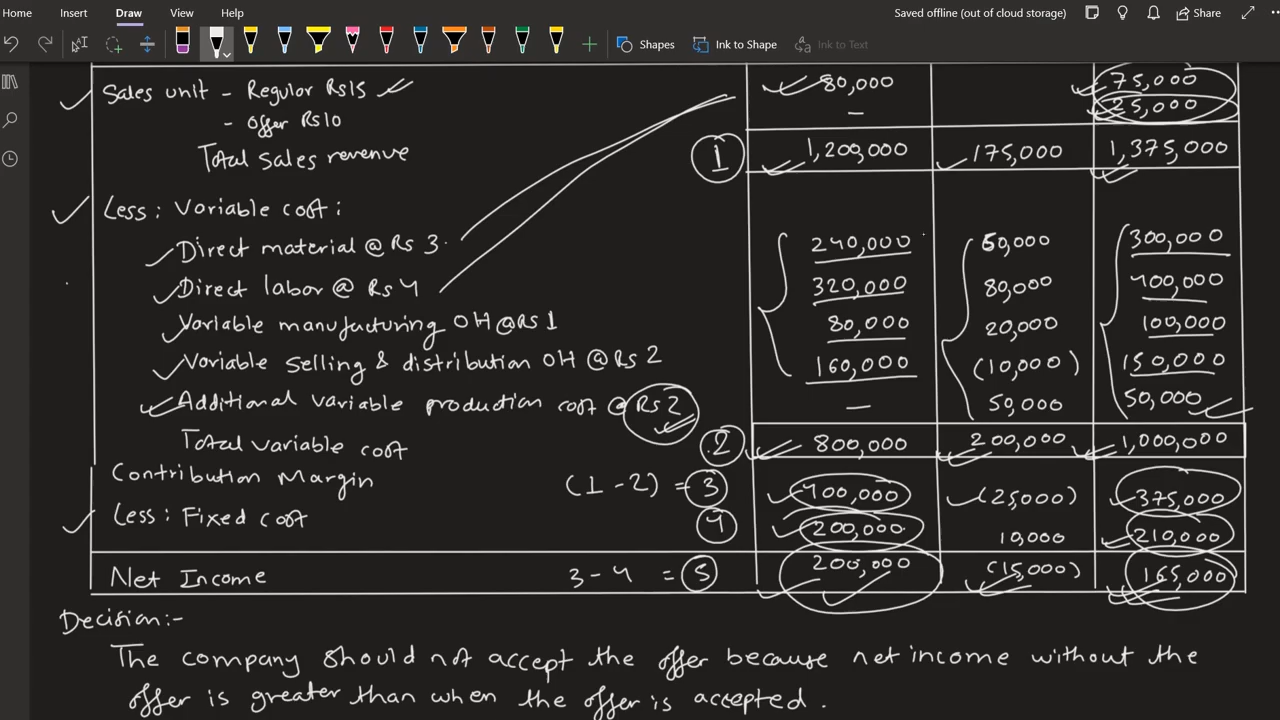 Home Insert Draw View Help Saved offline (out of cloud storage) Share
Shapes Ink to Shape Ink to Text
Sales unit - Regular Rs15 80,000 75,000
- Offer Rs10 - 25,000
Total Sales revenue 1 1,200,000 175,000 1,375,000
Less: Variable cost:
Direct material @ Rs 3 240,000 60,000 300,000
Direct labor @ Rs 4 320,000 80,000 400,000
Variable manufacturing OH @ Rs 1 80,000 20,000 100,000
Variable Selling & distribution OH @ Rs 2 160,000 (10,000) 150,000
Additional variable production cost @ Rs 2 - 50,000 50,000
Total variable cost 2 800,000 200,000 1,000,000
Contribution Margin (1-2) = 3 400,000 (25,000) 375,000
Less: Fixed cost 4 200,000 10,000 210,000
Net Income 3-4 = 5 200,000 (15,000) 165,000
Decision:-
The company should not accept the offer because net income without the
offer is greater than when the offer is accepted.